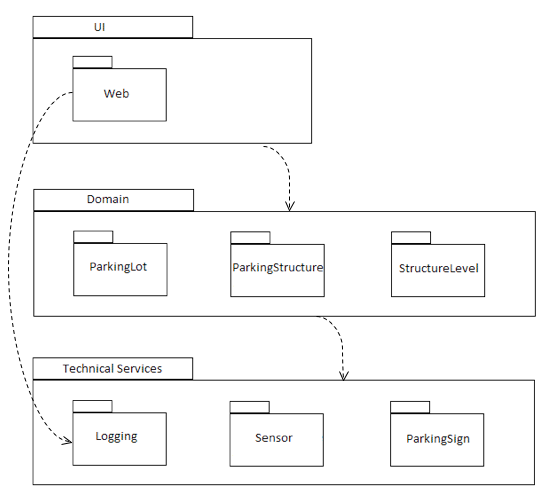 UI
Web
Domain
ParkingLot
ParkingStructure
StructureLevel
Technical Services
Logging
Sensor
ParkingSign